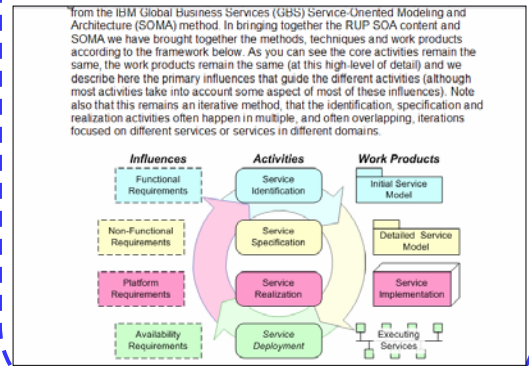 from the IBM Global Business Services (GBS) Service-Oriented Modeling and
Architecture (SOMA) method. In bringing together the RUP SOA content and
SOMA we have brought together the methods, techniques and work products
according to the framework below. As you can see the core activities remain the
same, the work products remain the same (at this high-level of detail) and we
describe here the primary influences that guide the different activities (although
most activities take into account some aspect of most of these influences). Note
also that this remains an iterative method, that the identification, specification and
realization activities often happen in multiple, and often overlapping, iterations
focused on different services or services in different domains.
Influences Activities Work Products
Functional
Requirements
Service
Identification
Initial Service
Model
Non-Functional
Requirements
Service
Specification
Detailed Service
Model
Platform
Requirements
Service
Realization
Service
Implementation
Availability
Requirements
Service
Deployment
Executing
Services